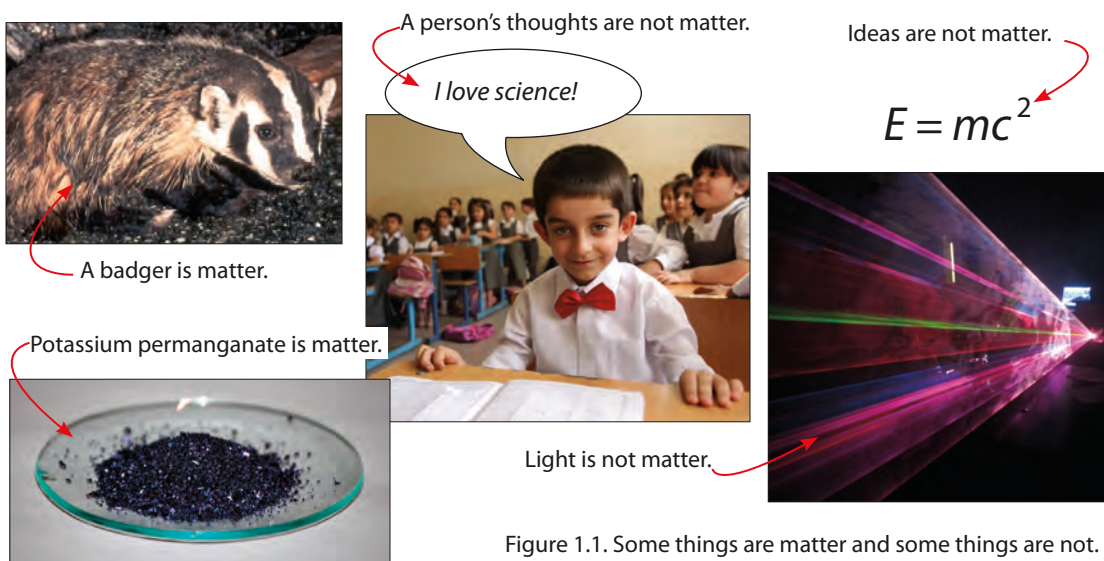 A person's thoughts are not matter.
Ideas are not matter.
I love science!
E = mc²
A badger is matter.
Potassium permanganate is matter.
Light is not matter.
Figure 1.1. Some things are matter and some things are not.